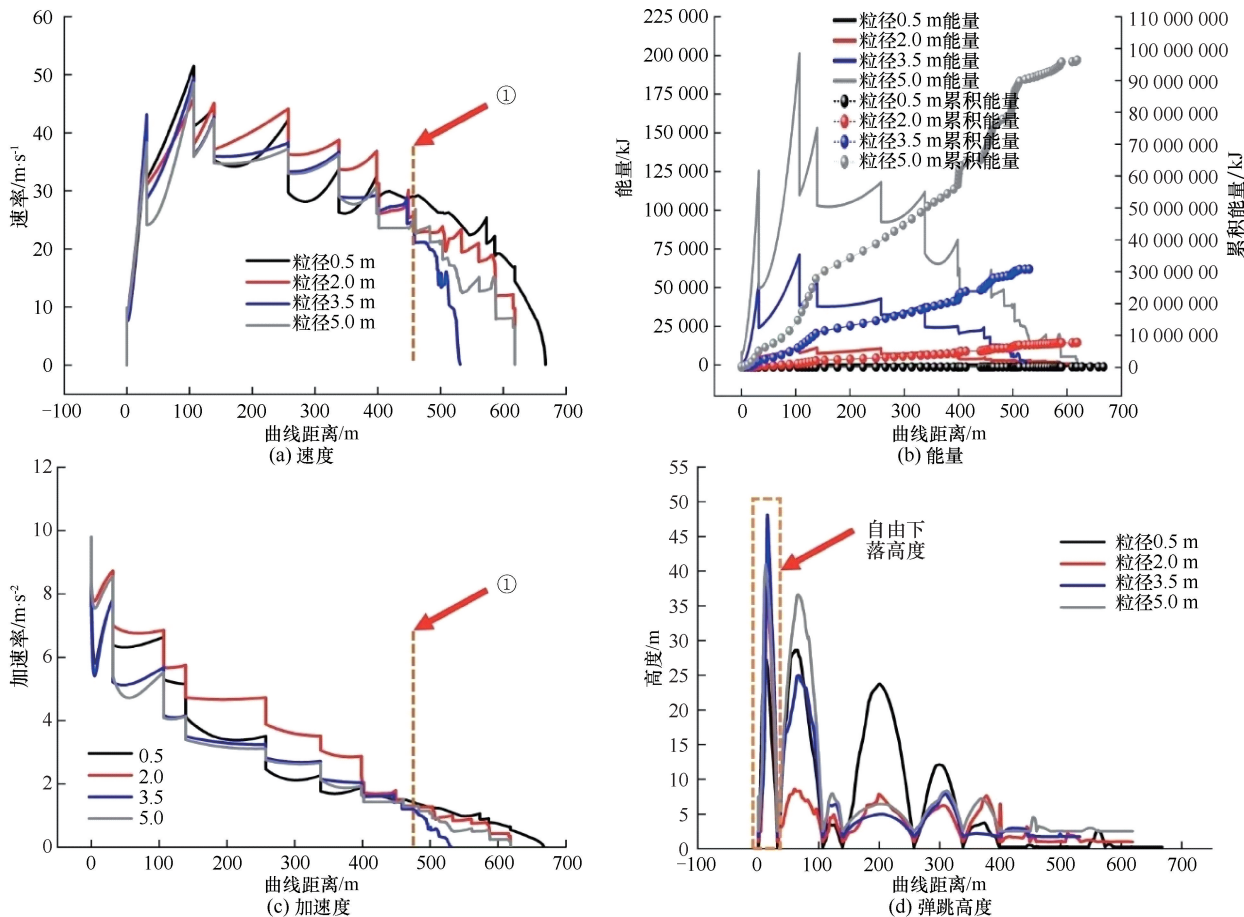 60
50
40
30
20
10
0
速率/m·s⁻¹
①
粒径0.5 m
粒径2.0 m
粒径3.5 m
粒径5.0 m
−100 0 100 200 300 400 500 600 700
曲线距离/m
(a) 速度
225 000
200 000
175 000
150 000
125 000
100 000
75 000
50 000
25 000
0
能量/kJ
粒径0.5 m能量
粒径2.0 m能量
粒径3.5 m能量
粒径5.0 m能量
粒径0.5 m累积能量
粒径2.0 m累积能量
粒径3.5 m累积能量
粒径5.0 m累积能量
110 000 000
100 000 000
90 000 000
80 000 000
70 000 000
60 000 000
50 000 000
40 000 000
300 000 00
20 000 000
10 000 000
0
累积能量/kJ
0 100 200 300 400 500 600 700
曲线距离/m
(b) 能量
12
10
8
6
4
2
0
加速率/m·s⁻²
①
0.5
2.0
3.5
5.0
0 100 200 300 400 500 600 700
曲线距离/m
(c) 加速度
55
50
45
40
35
30
25
20
15
10
5
0
高度/m
自由下
落高度
粒径0.5 m
粒径2.0 m
粒径3.5 m
粒径5.0 m
−100 0 100 200 300 400 500 600 700
曲线距离/m
(d) 弹跳高度